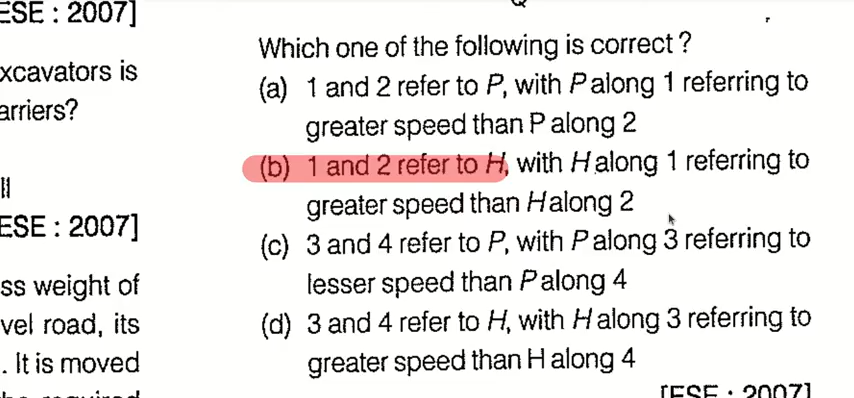 ESE : 2007]
xcavators is
arriers?
ll
ESE : 2007]
ss weight of
vel road, its
. It is moved
Q
Which one of the following is correct ?
(a) 1 and 2 refer to P, with P along 1 referring to
greater speed than P along 2
(b) 1 and 2 refer to H, with H along 1 referring to
greater speed than H along 2
(c) 3 and 4 refer to P, with P along 3 referring to
lesser speed than P along 4
(d) 3 and 4 refer to H, with H along 3 referring to
greater speed than H along 4
[ESE : 2007]